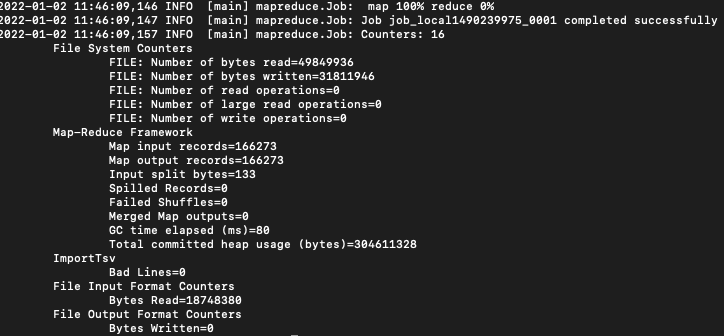 2022-01-02 11:46:09,146 INFO  [main] mapreduce.Job:  map 100% reduce 0%
2022-01-02 11:46:09,147 INFO  [main] mapreduce.Job: Job job_local1490239975_0001 completed successfully
2022-01-02 11:46:09,157 INFO  [main] mapreduce.Job: Counters: 16
File System Counters
FILE: Number of bytes read=49849936
FILE: Number of bytes written=31811946
FILE: Number of read operations=0
FILE: Number of large read operations=0
FILE: Number of write operations=0
Map-Reduce Framework
Map input records=166273
Map output records=166273
Input split bytes=133
Spilled Records=0
Failed Shuffles=0
Merged Map outputs=0
GC time elapsed (ms)=80
Total committed heap usage (bytes)=304611328
ImportTsv
Bad Lines=0
File Input Format Counters
Bytes Read=18748380
File Output Format Counters
Bytes Written=0